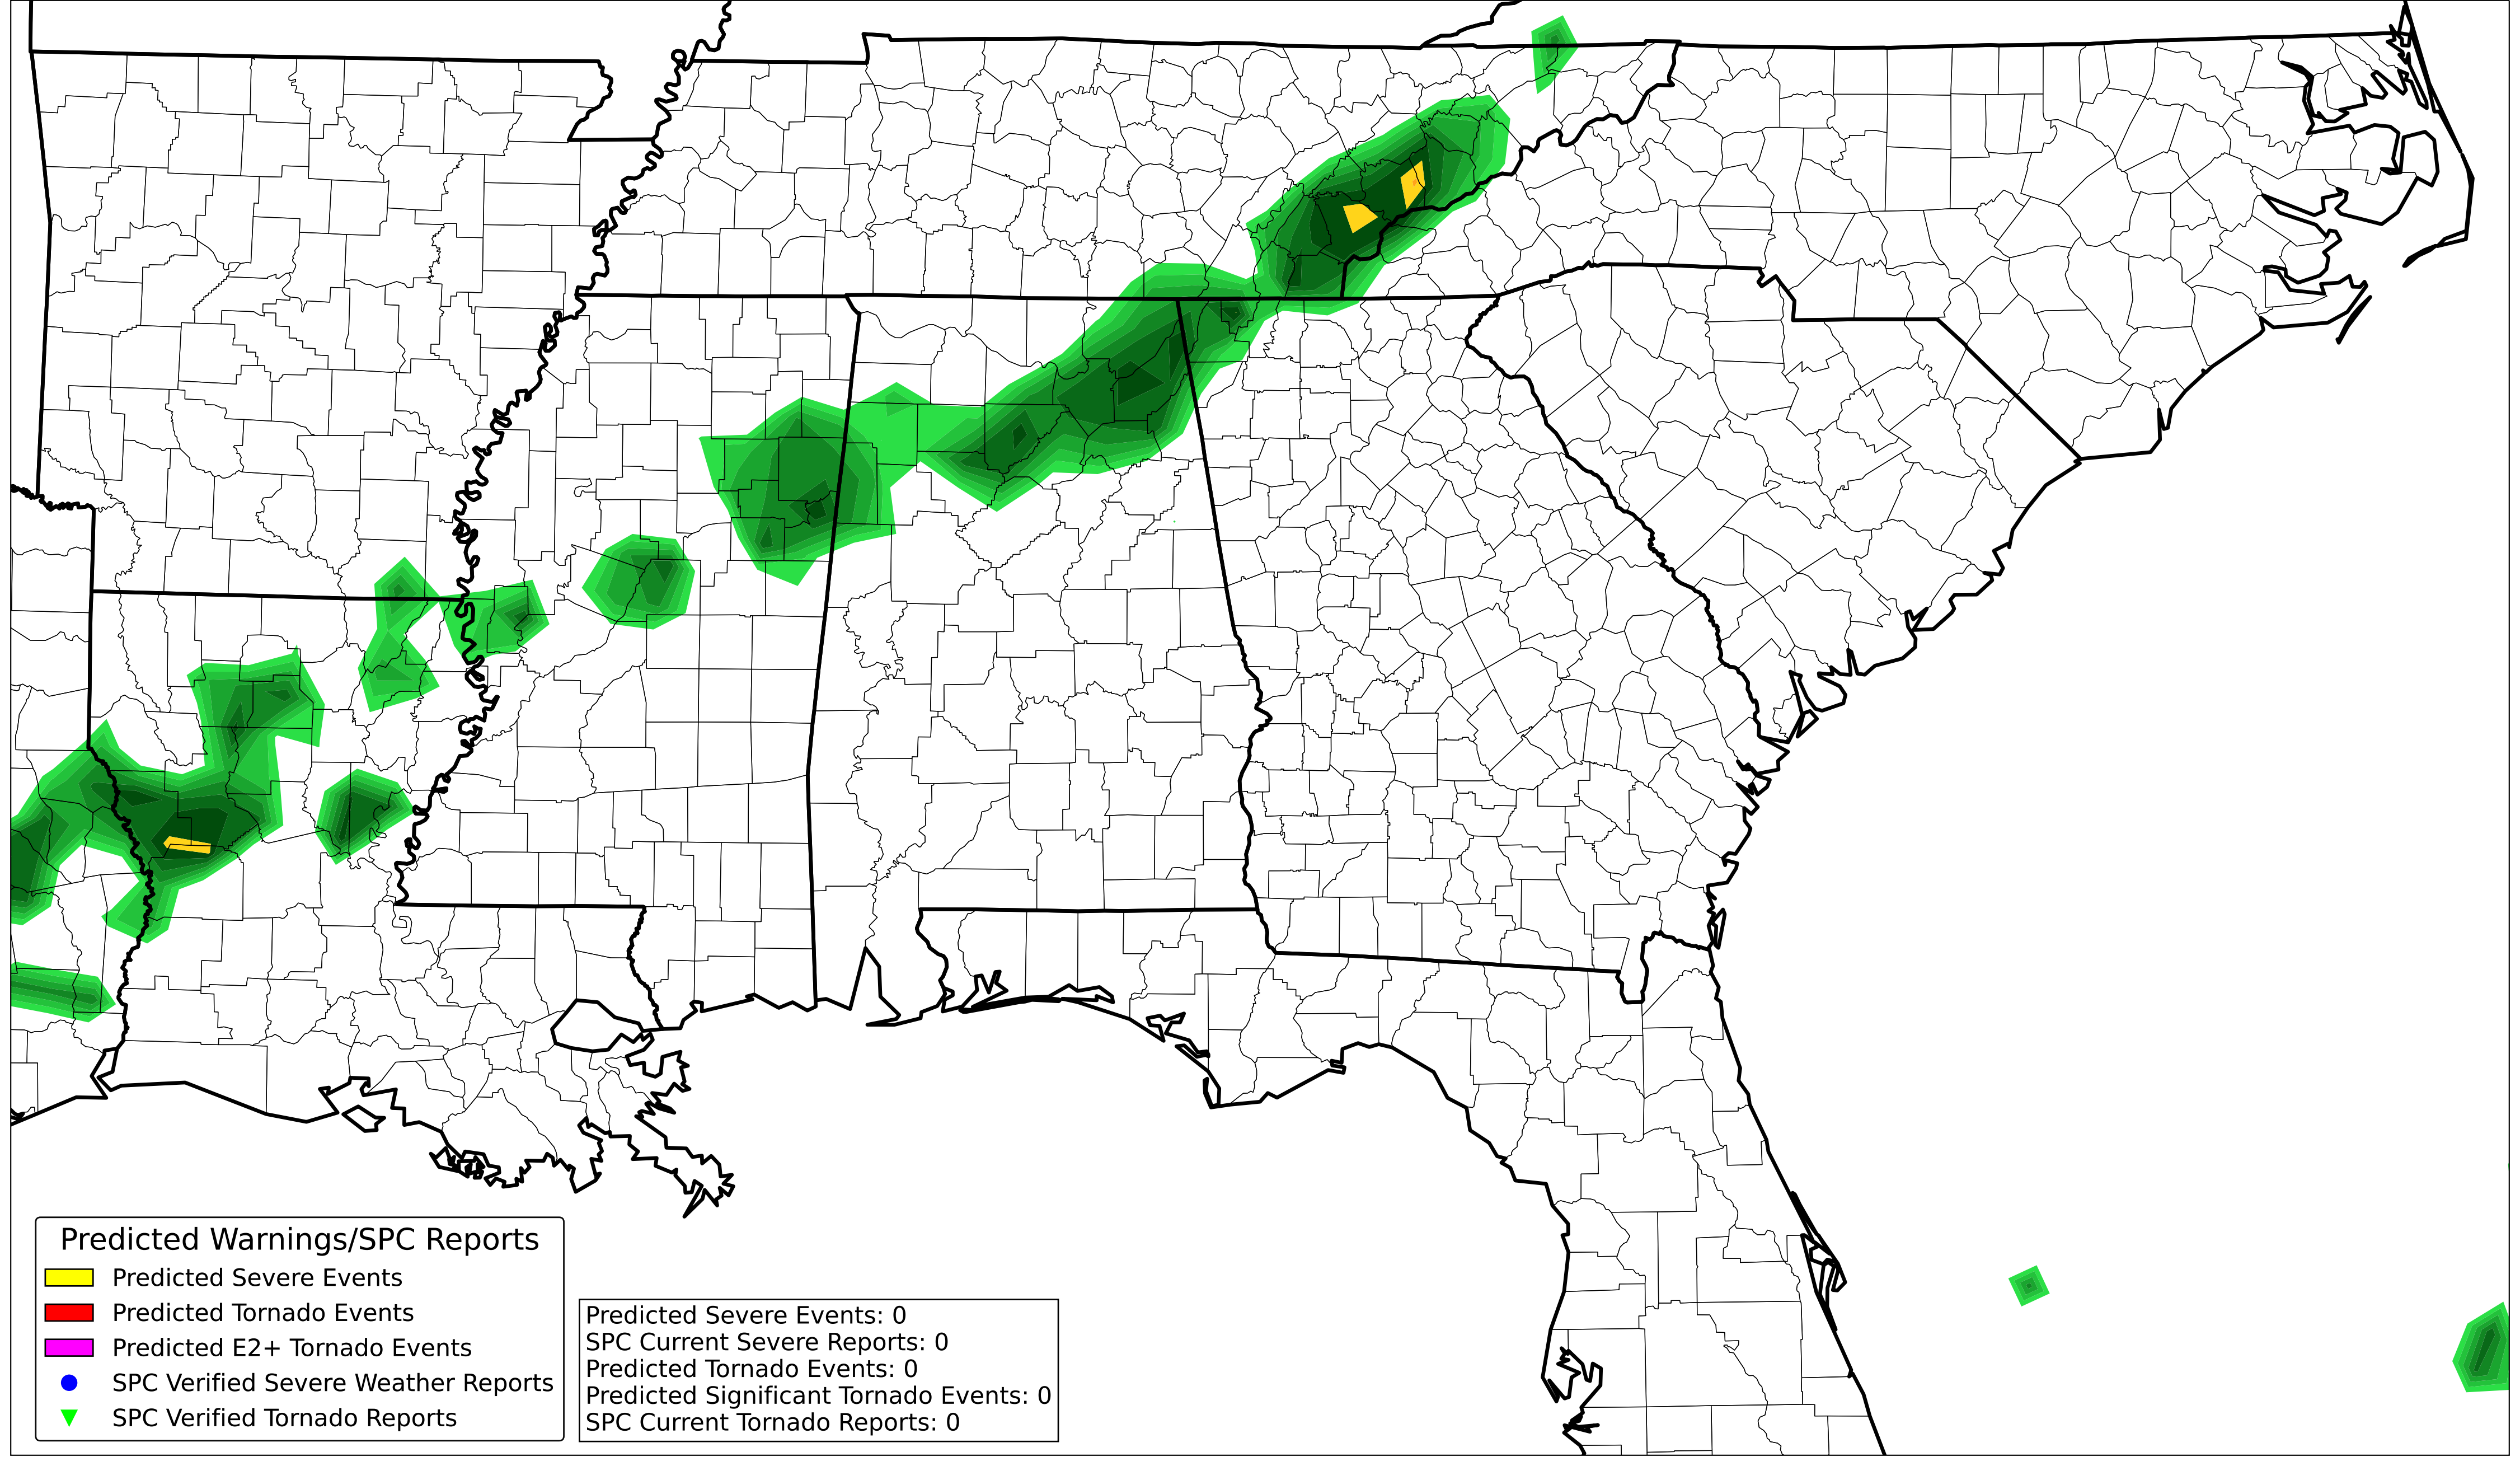 Predicted Warnings/SPC Reports
Predicted Severe Events
Predicted Tornado Events
Predicted E2+ Tornado Events
SPC Verified Severe Weather Reports
SPC Verified Tornado Reports
Predicted Severe Events: 0
SPC Current Severe Reports: 0
Predicted Tornado Events: 0
Predicted Significant Tornado Events: 0
SPC Current Tornado Reports: 0